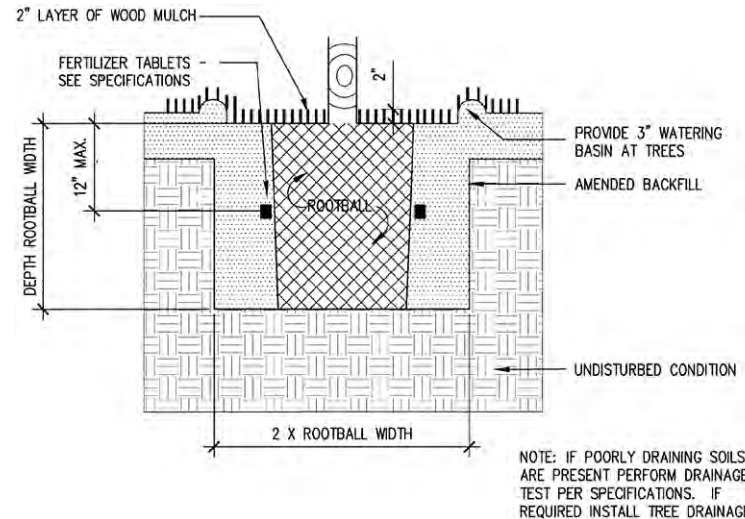 2" LAYER OF WOOD MULCH
FERTILIZER TABLETS -
SEE SPECIFICATIONS
2"
PROVIDE 3" WATERING
BASIN AT TREES
12" MAX.
AMENDED BACKFILL
ROOTBALL
DEPTH ROOTBALL WIDTH
UNDISTURBED CONDITION
2 X ROOTBALL WIDTH
NOTE: IF POORLY DRAINING SOILS
ARE PRESENT PERFORM DRAINAGE
TEST PER SPECIFICATIONS. IF
REQUIRED INSTALL TREE DRAINAGE